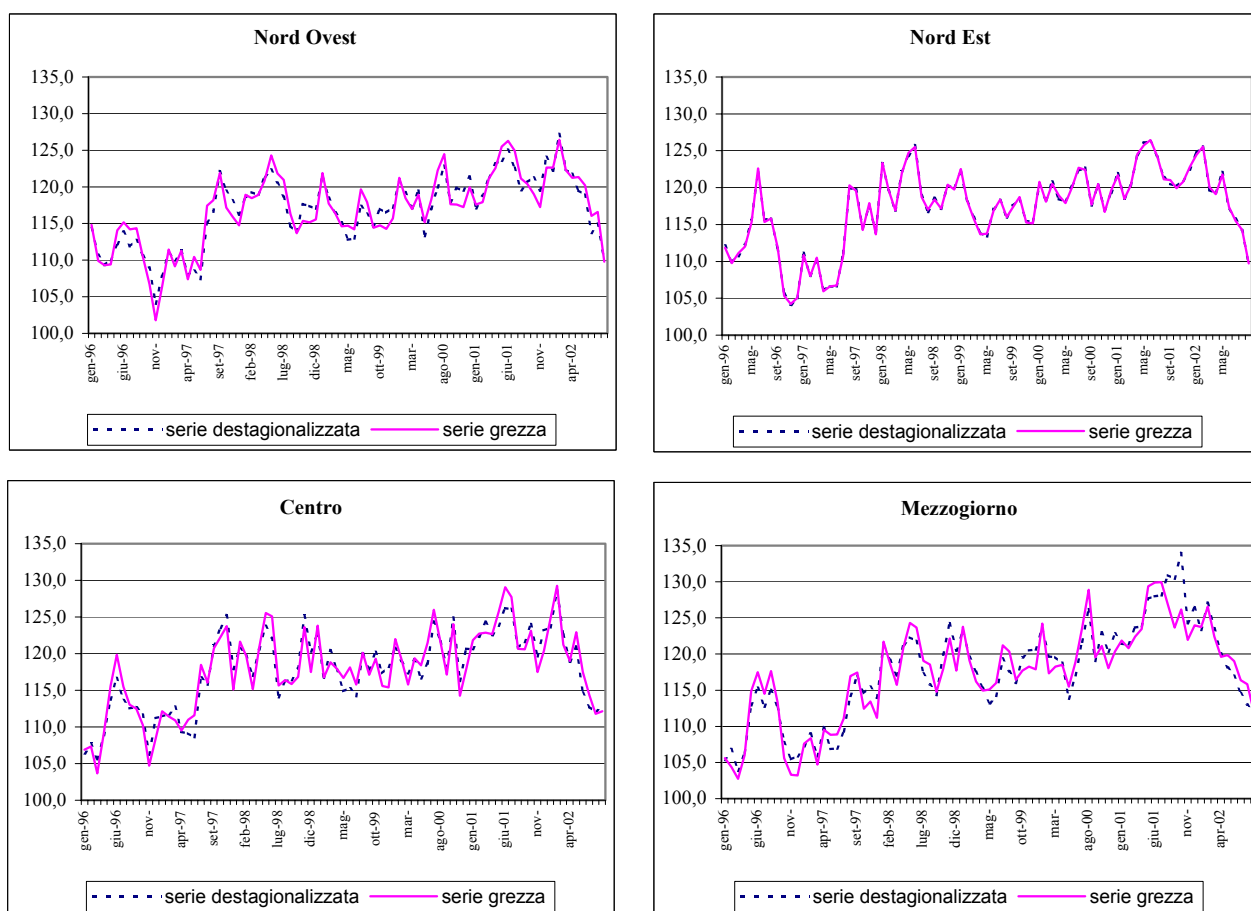 Nord Ovest
135,0
130,0
125,0
120,0
115,0
110,0
105,0
100,0
gen-96
giu-96
nov-
apr-97
set-97
feb-98
lug-98
dic-98
mag-
ott-99
mar-
ago-00
gen-01
giu-01
nov-
apr-02
serie destagionalizzata
serie grezza
Nord Est
135,0
130,0
125,0
120,0
115,0
110,0
105,0
100,0
gen-96
mag-
set-96
gen-97
mag-
set-97
gen-98
mag-
set-98
gen-99
mag-
set-99
gen-00
mag-
set-00
gen-01
mag-
set-01
gen-02
mag-
serie destagionalizzata
serie grezza
Centro
135,0
130,0
125,0
120,0
115,0
110,0
105,0
100,0
gen-96
giu-96
nov-
apr-97
set-97
feb-98
lug-98
dic-98
mag-
ott-99
mar-
ago-00
gen-01
giu-01
nov-
apr-02
serie destagionalizzata
serie grezza
Mezzogiorno
135,0
130,0
125,0
120,0
115,0
110,0
105,0
100,0
gen-96
giu-96
nov-
apr-97
set-97
feb-98
lug-98
dic-98
mag-
ott-99
mar-
ago-00
gen-01
giu-01
nov-
apr-02
serie destagionalizzata
serie grezza